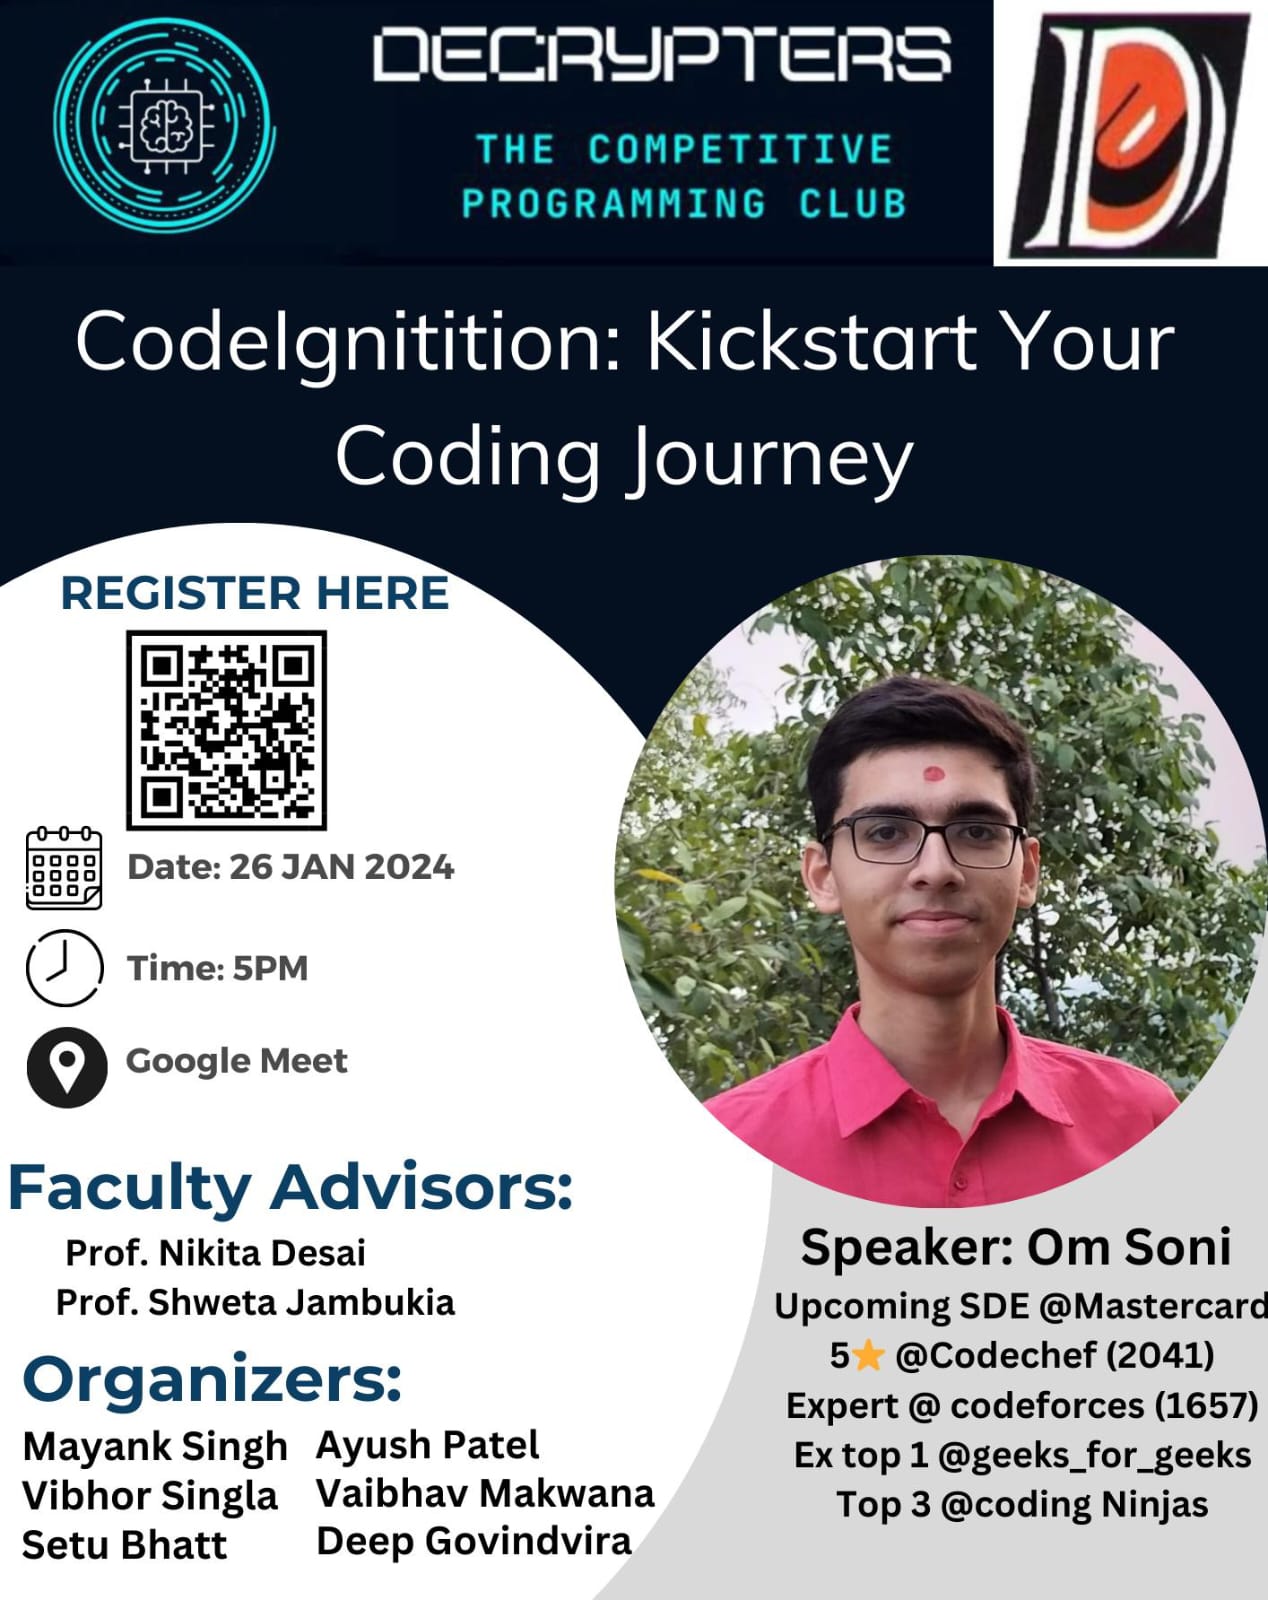 DECRYPTERS
THE COMPETITIVE
PROGRAMMING CLUB
CodeIgnitition: Kickstart Your
Coding Journey
REGISTER HERE
Date: 26 JAN 2024
Time: 5PM
Google Meet
Faculty Advisors:
Prof. Nikita Desai
Prof. Shweta Jambukia
Organizers:
Mayank Singh Ayush Patel
Vibhor Singla Vaibhav Makwana
Setu Bhatt Deep Govindvira
Speaker: Om Soni
Upcoming SDE @Mastercard
5⭐ @Codechef (2041)
Expert @ codeforces (1657)
Ex top 1 @geeks_for_geeks
Top 3 @coding Ninjas